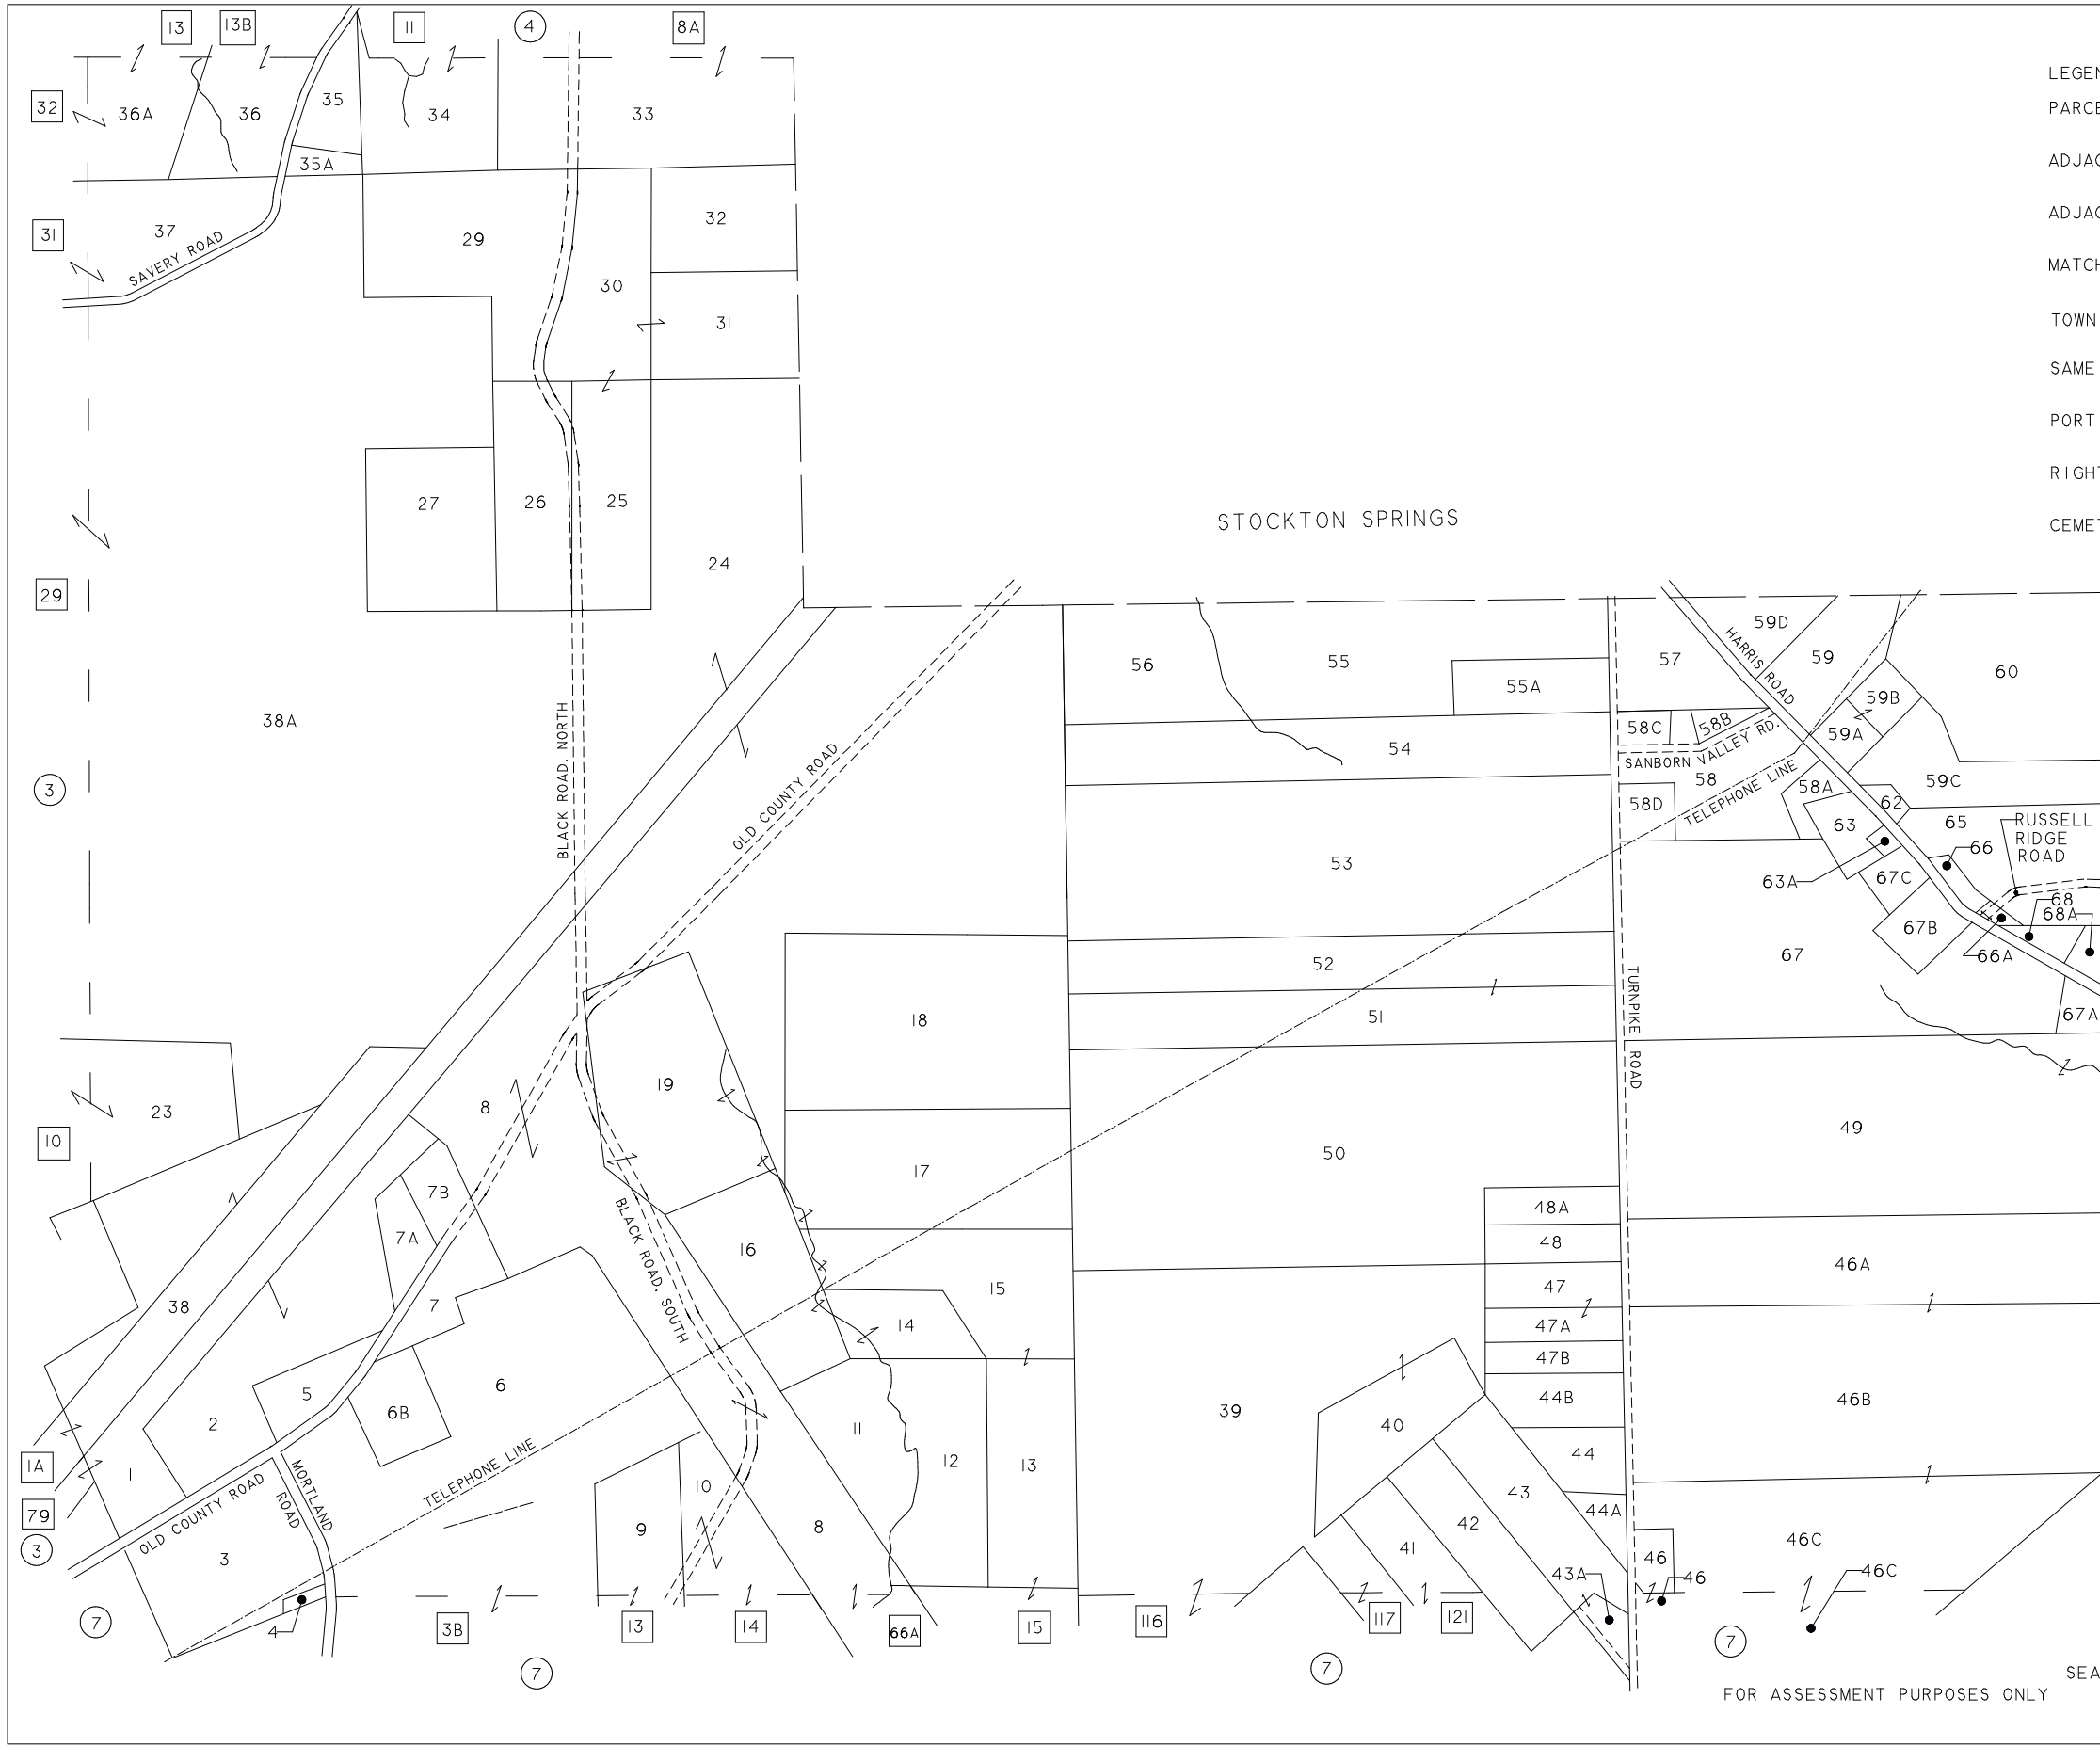 13
13B
11
4
8A
LEGEN
32
36A
36
35
34
33
PARCE
35A
ADJAC
31
37
SAVERY ROAD
29
32
ADJAC
30
MATCH
31
TOWN
SAME
PORT
27
26
25
RIGHT
STOCKTON SPRINGS
CEMET
24
29
38A
3
BLACK ROAD, NORTH
OLD COUNTY ROAD
56
55
55A
54
53
52
51
57
HARRIS ROAD
59D
59
59B
60
59A
58C
58B
SANBORN VALLEY RD.
58
TELEPHONE LINE
58D
58A
59C
62
63
65
66
RUSSELL
RIDGE
ROAD
63A
67C
67B
68
68A
66A
67
67A
TURNPIKE ROAD
18
19
23
8
10
17
50
49
7B
7A
16
BLACK ROAD, SOUTH
48A
48
46A
15
47
38
7
14
47A
47B
44B
46B
5
6
6B
2
39
40
11
12
13
44
1A
1
TELEPHONE LINE
10
43
44A
79
OLD COUNTY ROAD
MORTLAND
ROAD
9
8
42
41
46
46C
3
3
43A
46
46C
7
4
3B
13
14
66A
15
116
117
121
7
7
7
SEA
FOR ASSESSMENT PURPOSES ONLY